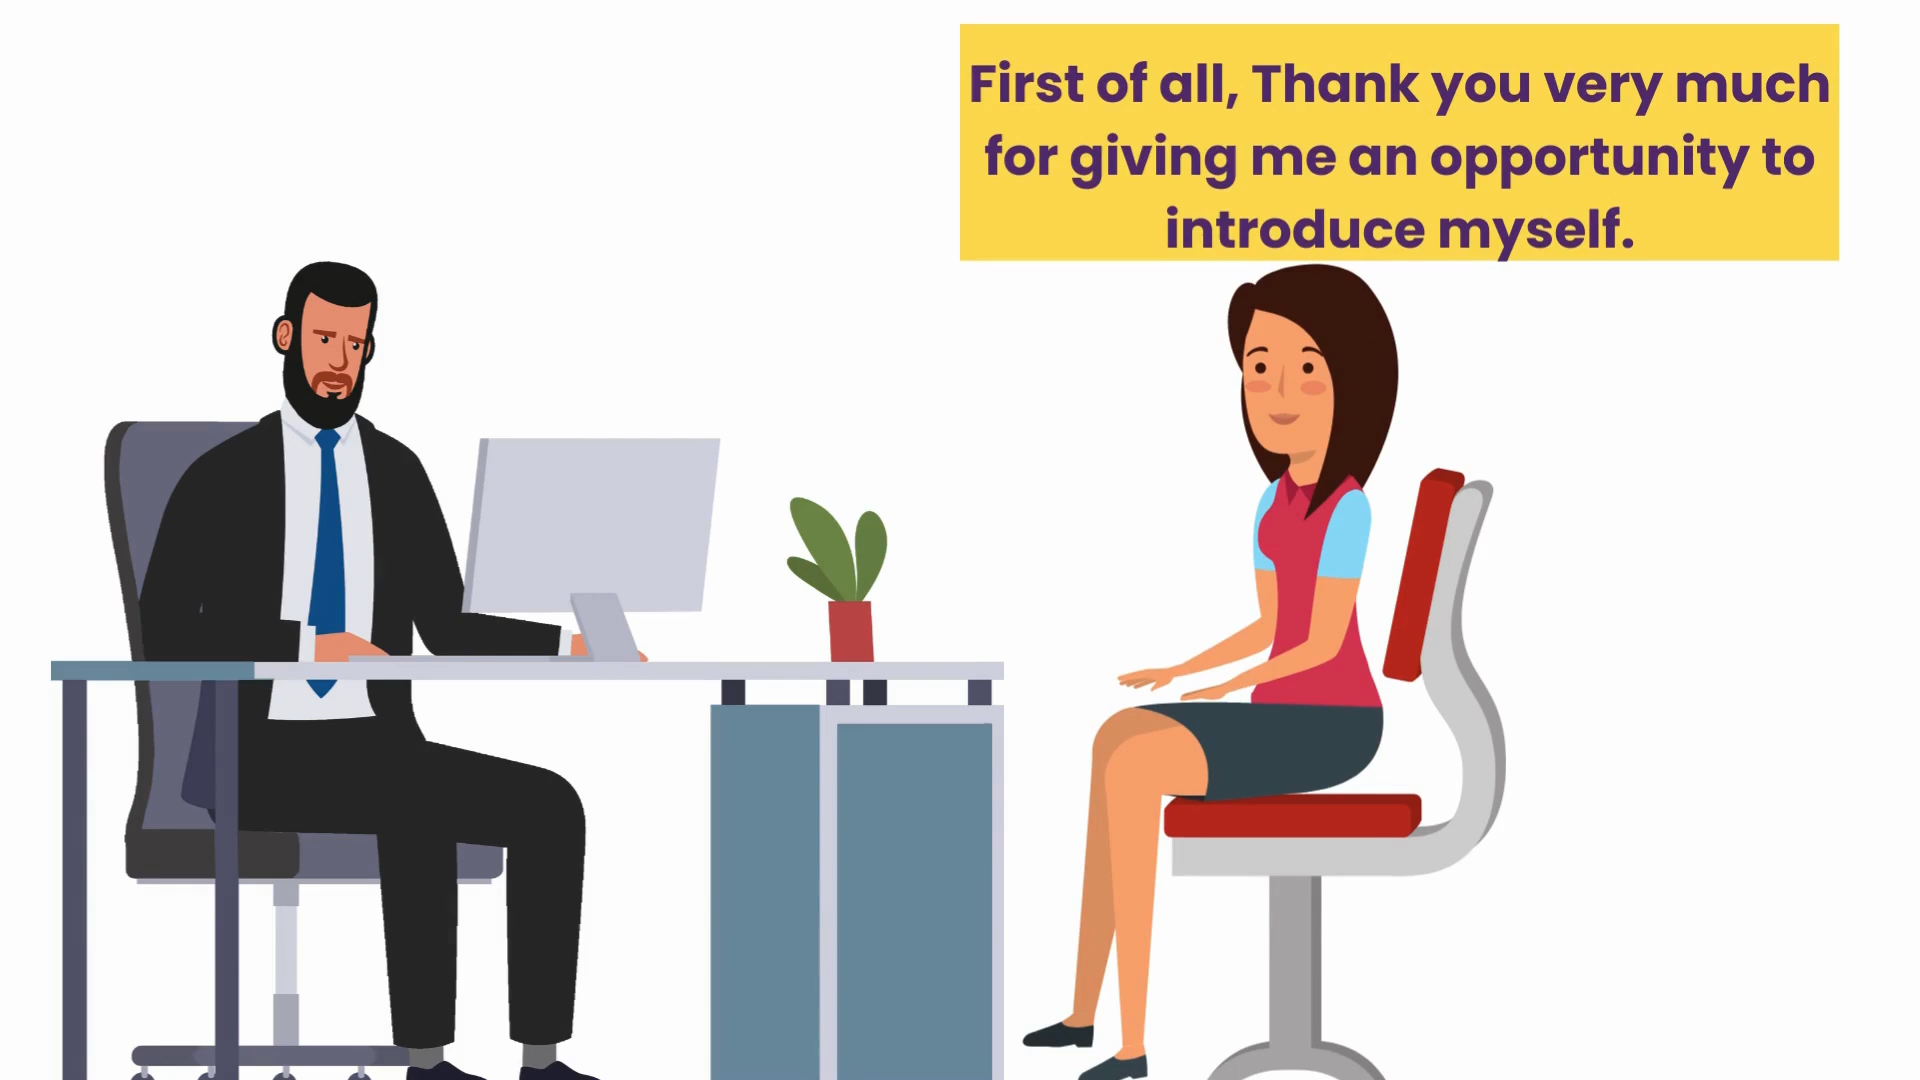 First of all, Thank you very much
for giving me an opportunity to
introduce myself.